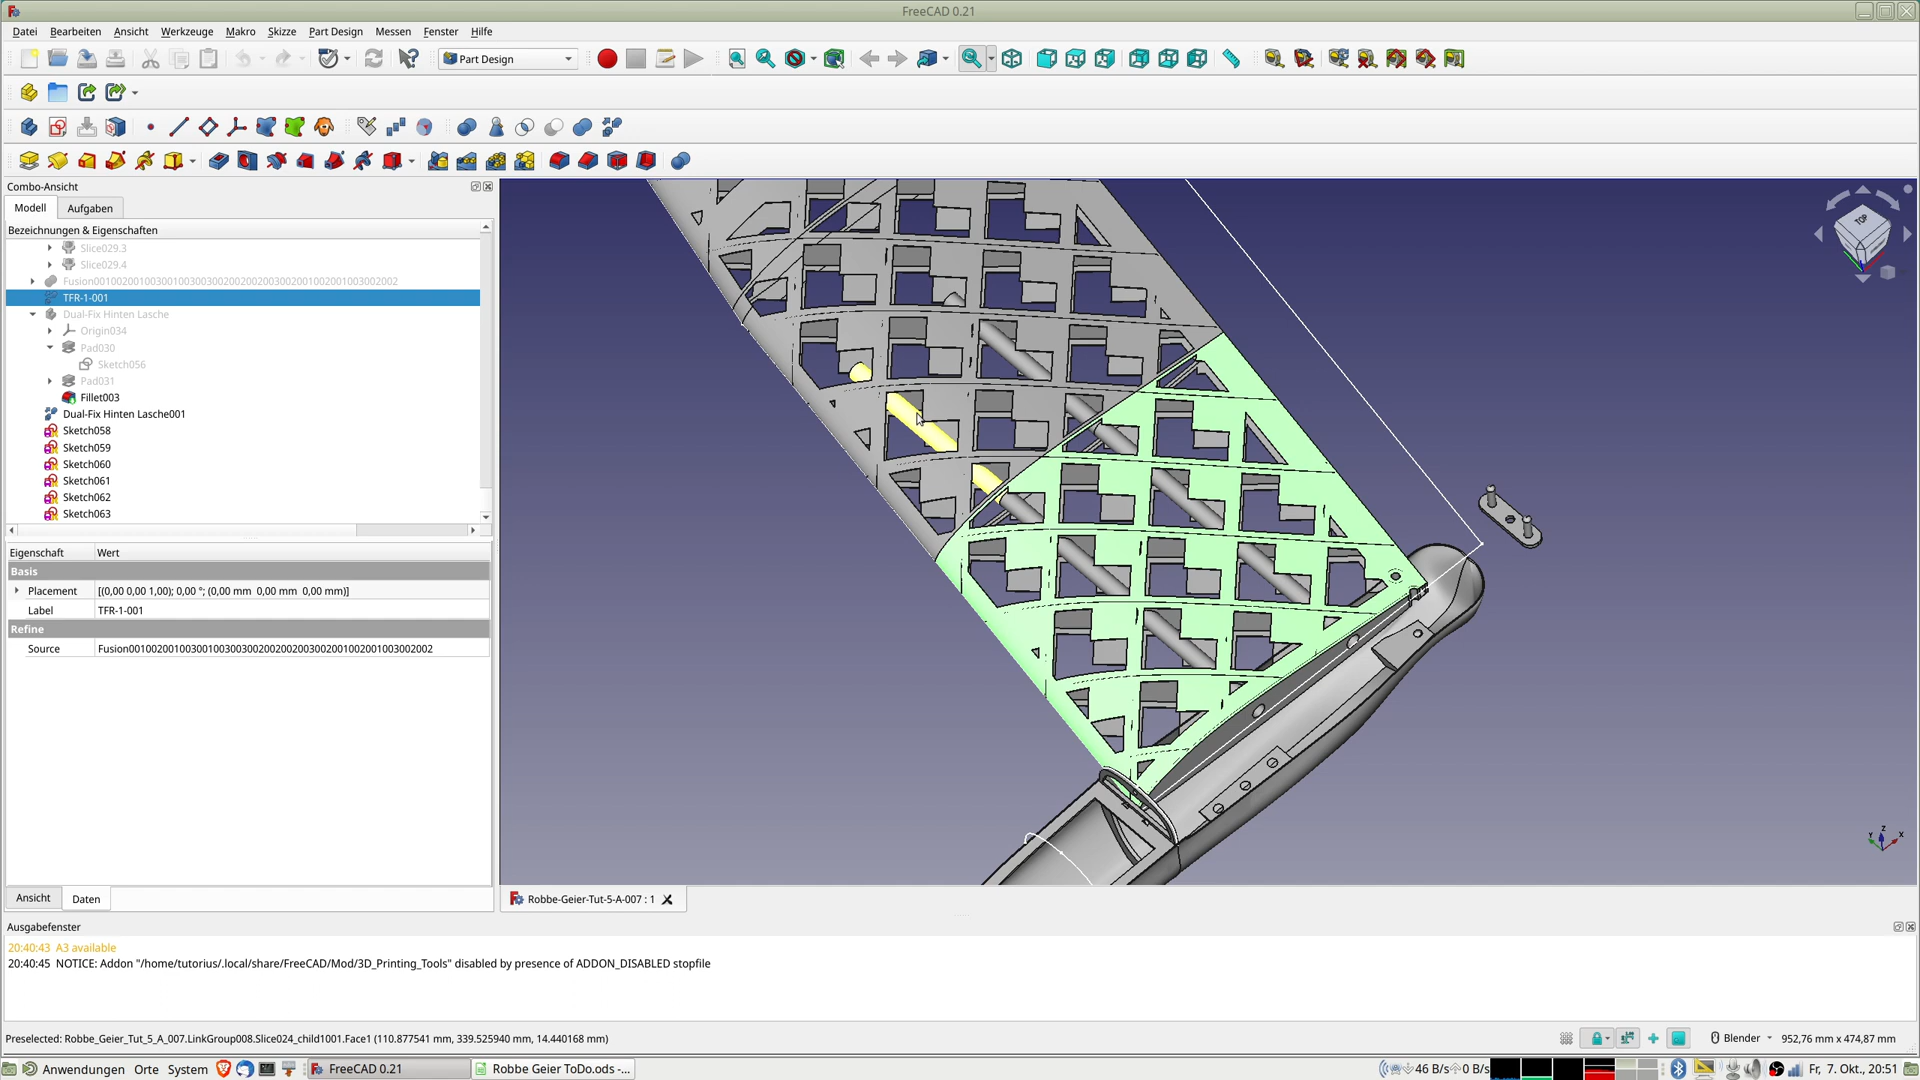 FreeCAD 0.21
Datei Bearbeiten Ansicht Werkzeuge Makro Skizze Part Design Messen Fenster Hilfe
Part Design
Combo-Ansicht
Modell Aufgaben
Bezeichnungen & Eigenschaften
Slice029.3
Slice029.4
TFR-1-001
Dual-Fix Hinten Lasche
Origin034
Pad030
Sketch056
Pad031
Fillet003
Dual-Fix Hinten Lasche001
Sketch058
Sketch059
Sketch060
Sketch061
Sketch062
Sketch063
Eigenschaft Wert
Basis
Placement [(0,00 0,00 1,00); 0,00 °; (0,00 mm 0,00 mm 0,00 mm)]
Label TFR-1-001
Refine
Source
Ansicht Daten
Robbe-Geier-Tut-5-A-007 : 1
TOP
Z
Y
X
Ausgabefenster
20:40:43 A3 available
20:40:45 NOTICE: Addon "/home/tutorius/.local/share/FreeCAD/Mod/3D_Printing_Tools" disabled by presence of ADDON_DISABLED stopfile
Preselected: Robbe_Geier_Tut_5_A_007.LinkGroup008.Slice024_child1001.Face1 (110.877541 mm, 339.525940 mm, 14.440168 mm)
Blender 952,76 mm x 474,87 mm
Anwendungen Orte System FreeCAD 0.21 Robbe Geier ToDo.ods -... 46 B/s 0 B/s Fr, 7. Okt., 20:51